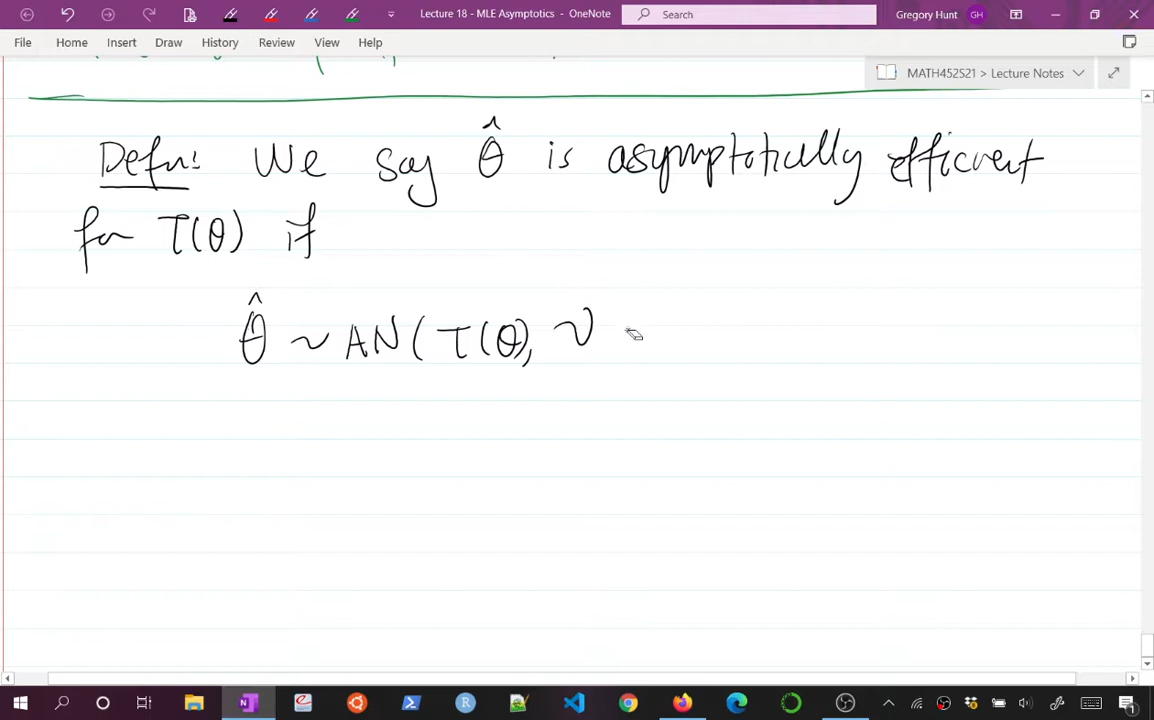 Lecture 18 - MLE Asymptotics - OneNote
Search
Gregory Hunt
GH
File Home Insert Draw History Review View Help
MATH452S21 > Lecture Notes
Defn: We say θ̂ is asymptotically efficient
for τ(θ) if
θ̂ ~ AN(τ(θ), ν